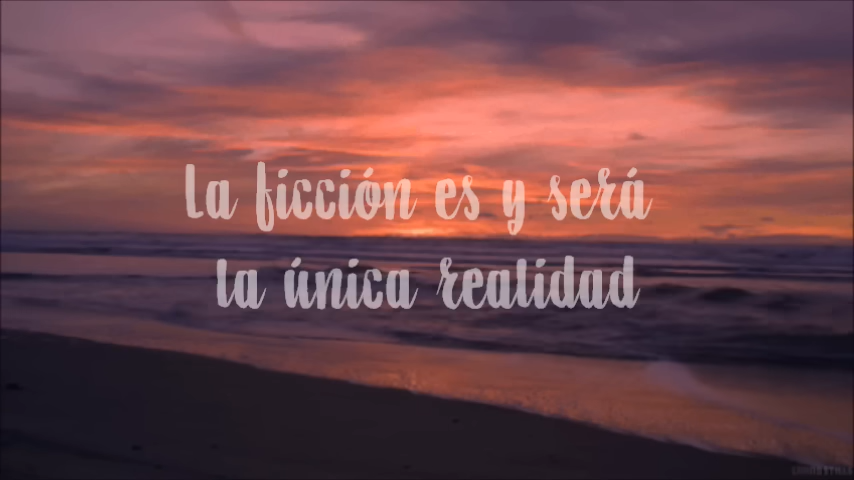 La ficción es y será
la única realidad